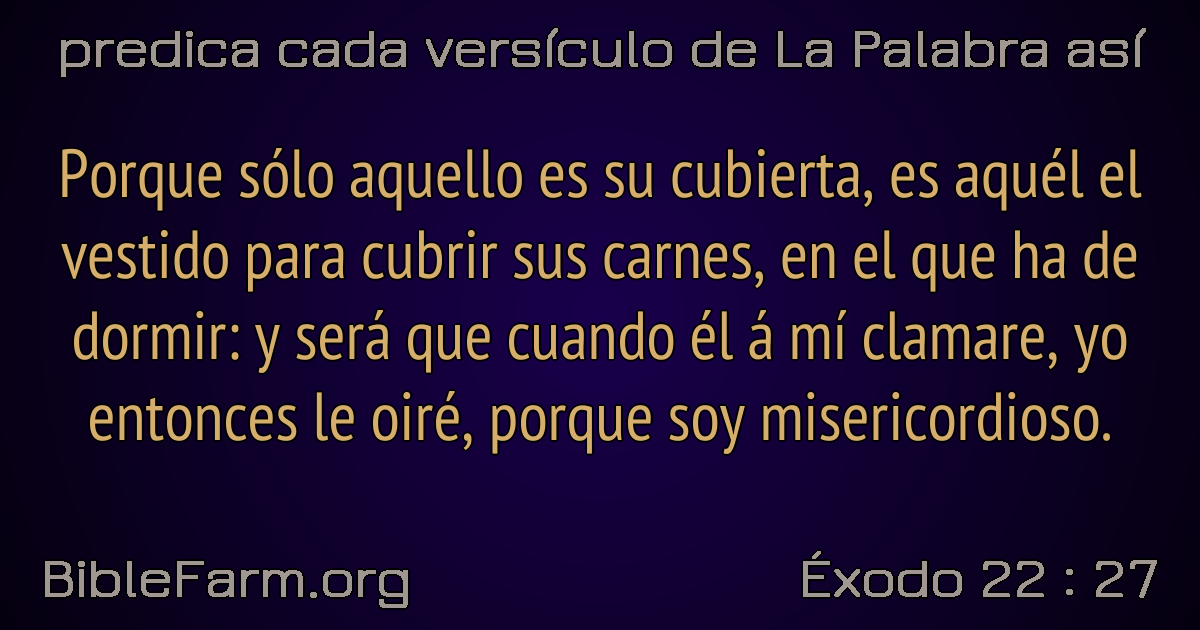 predica cada versículo de La Palabra así
Porque sólo aquello es su cubierta, es aquél el
vestido para cubrir sus carnes, en el que ha de
dormir: y será que cuando él á mí clamare, yo
entonces le oiré, porque soy misericordioso.
BibleFarm.org
Éxodo 22 : 27